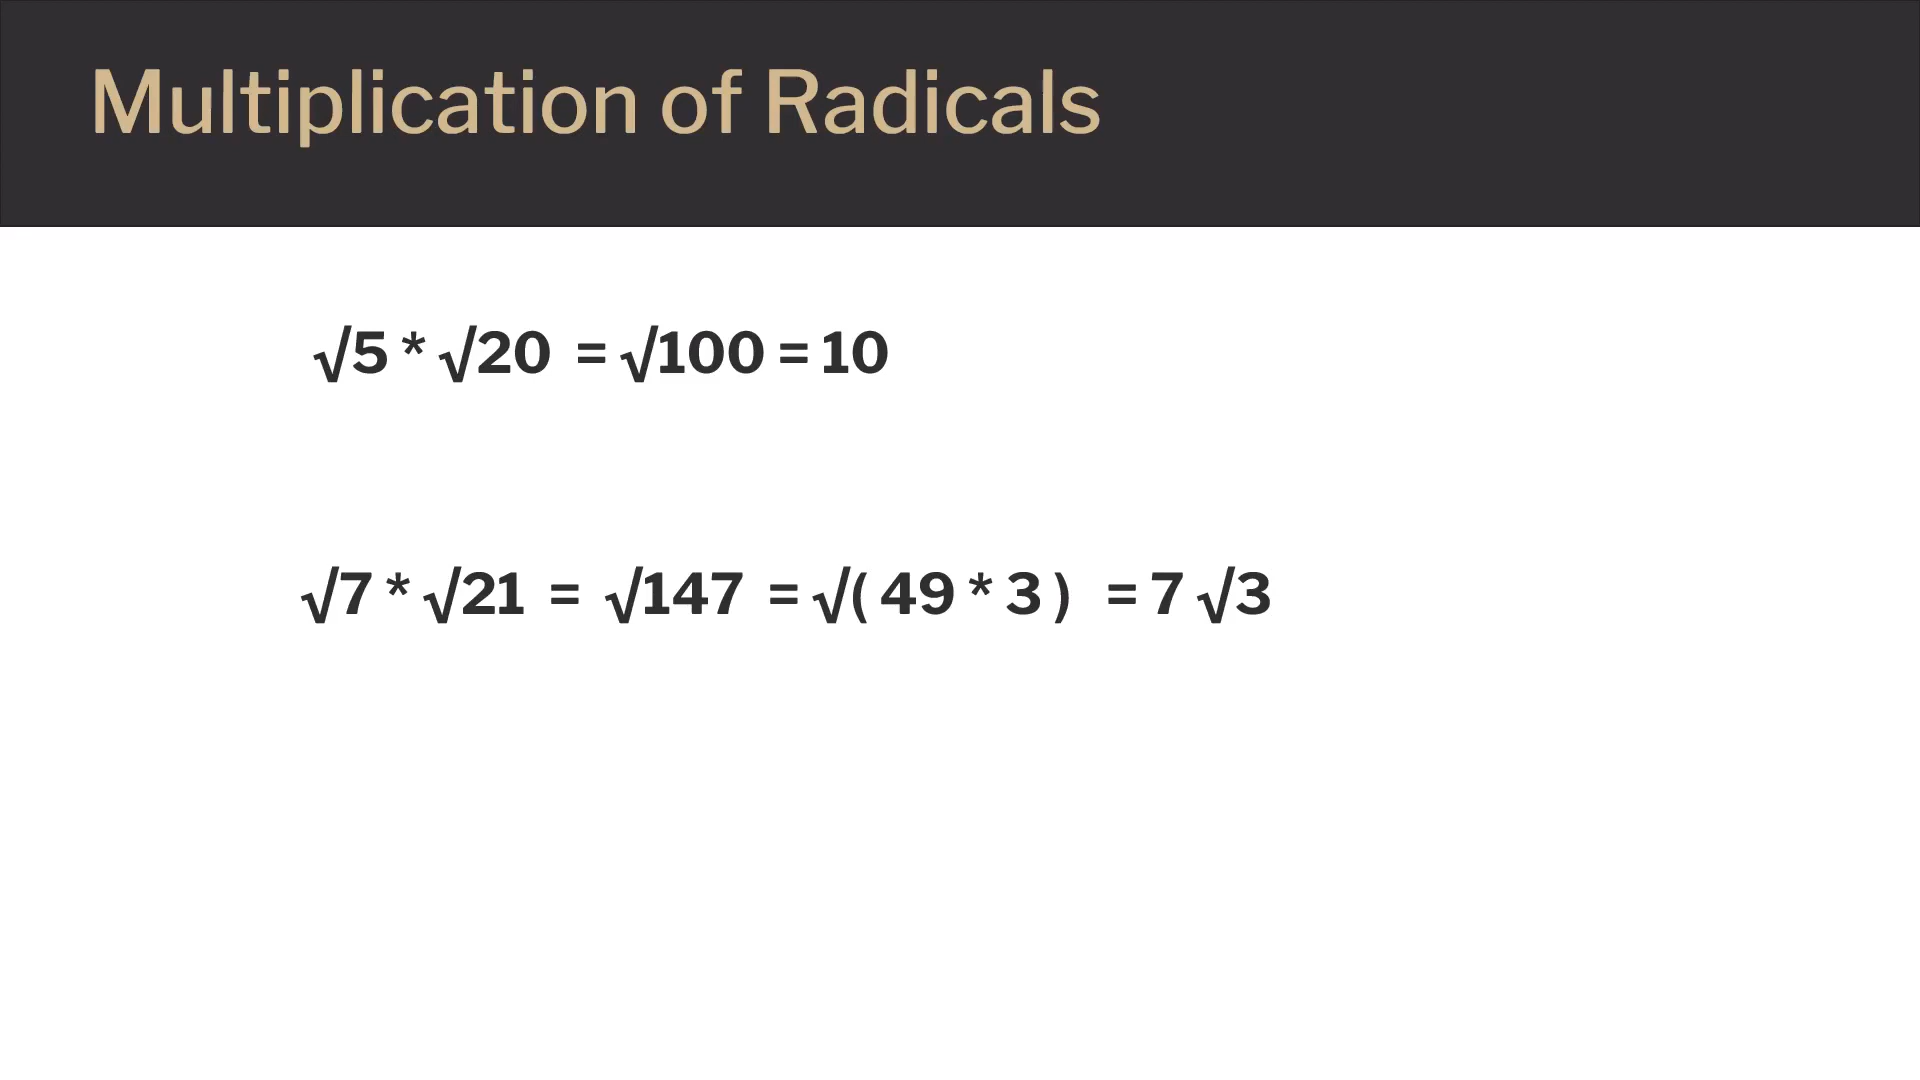 Multiplication of Radicals
√5 * √20 = √100 = 10
√7 * √21 = √147 = √( 49 * 3 ) = 7 √3